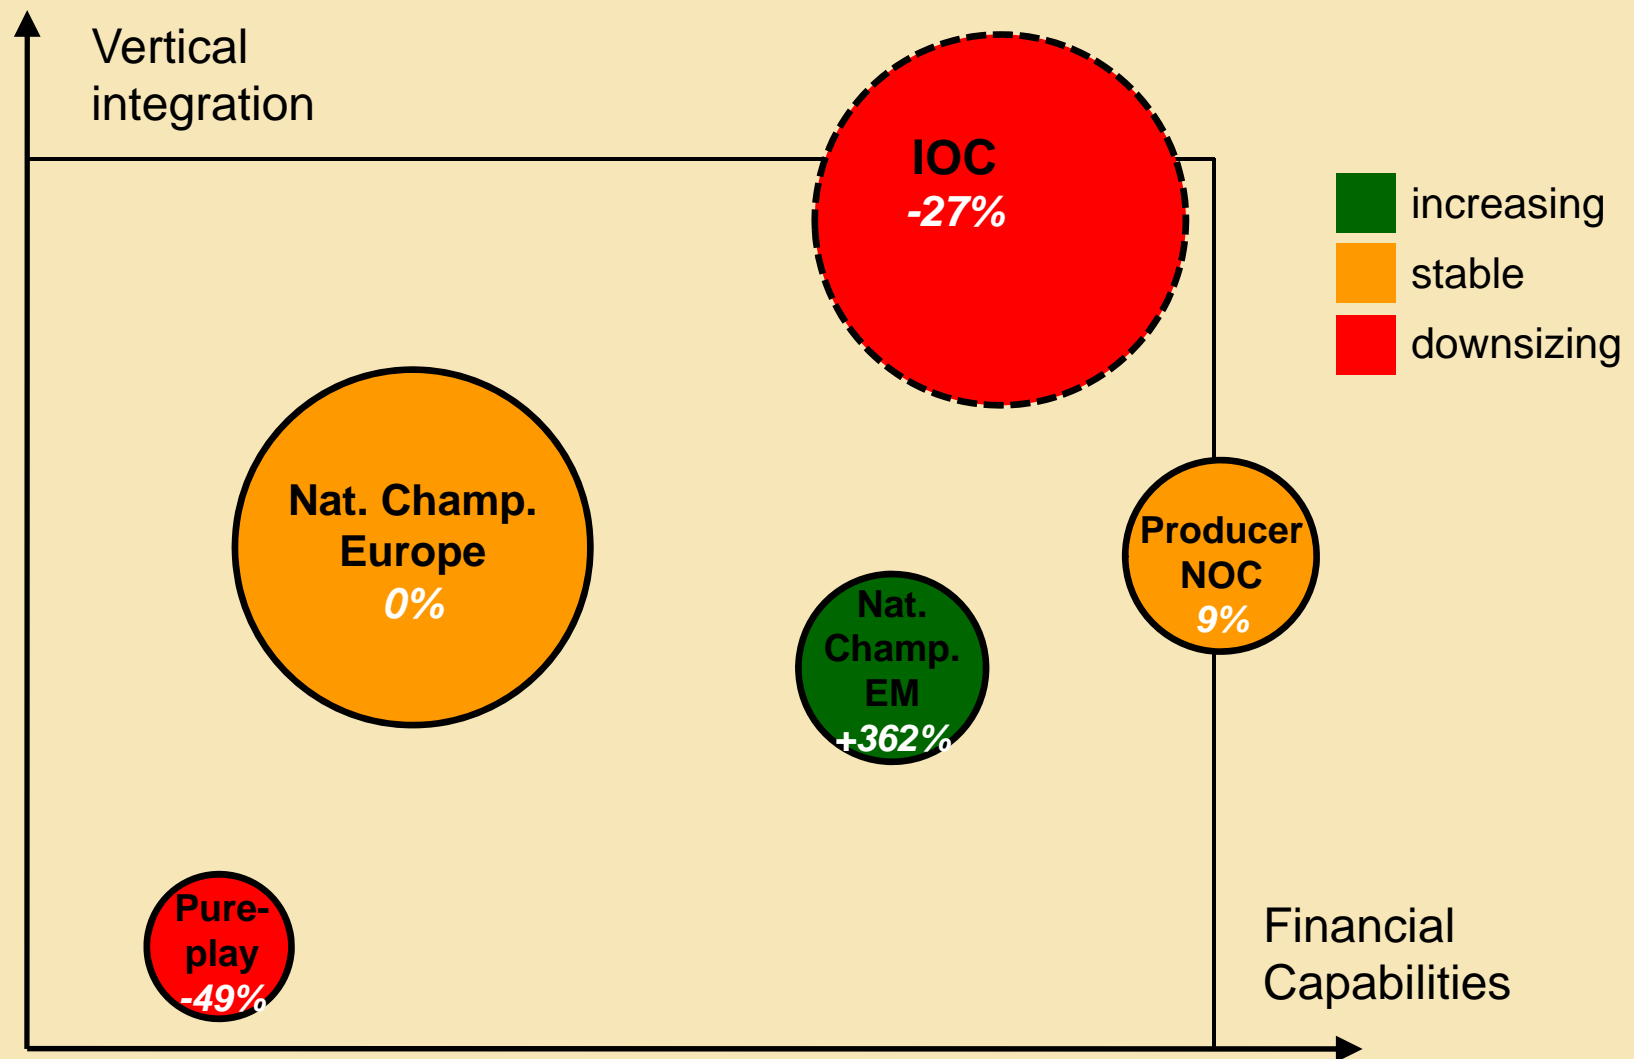 Vertical
integration
IOC
-27%
increasing
stable
downsizing
Nat. Champ.
Europe
0%
Producer
NOC
9%
Nat.
Champ.
EM
+362%
Pure-
play
-49%
Financial
Capabilities